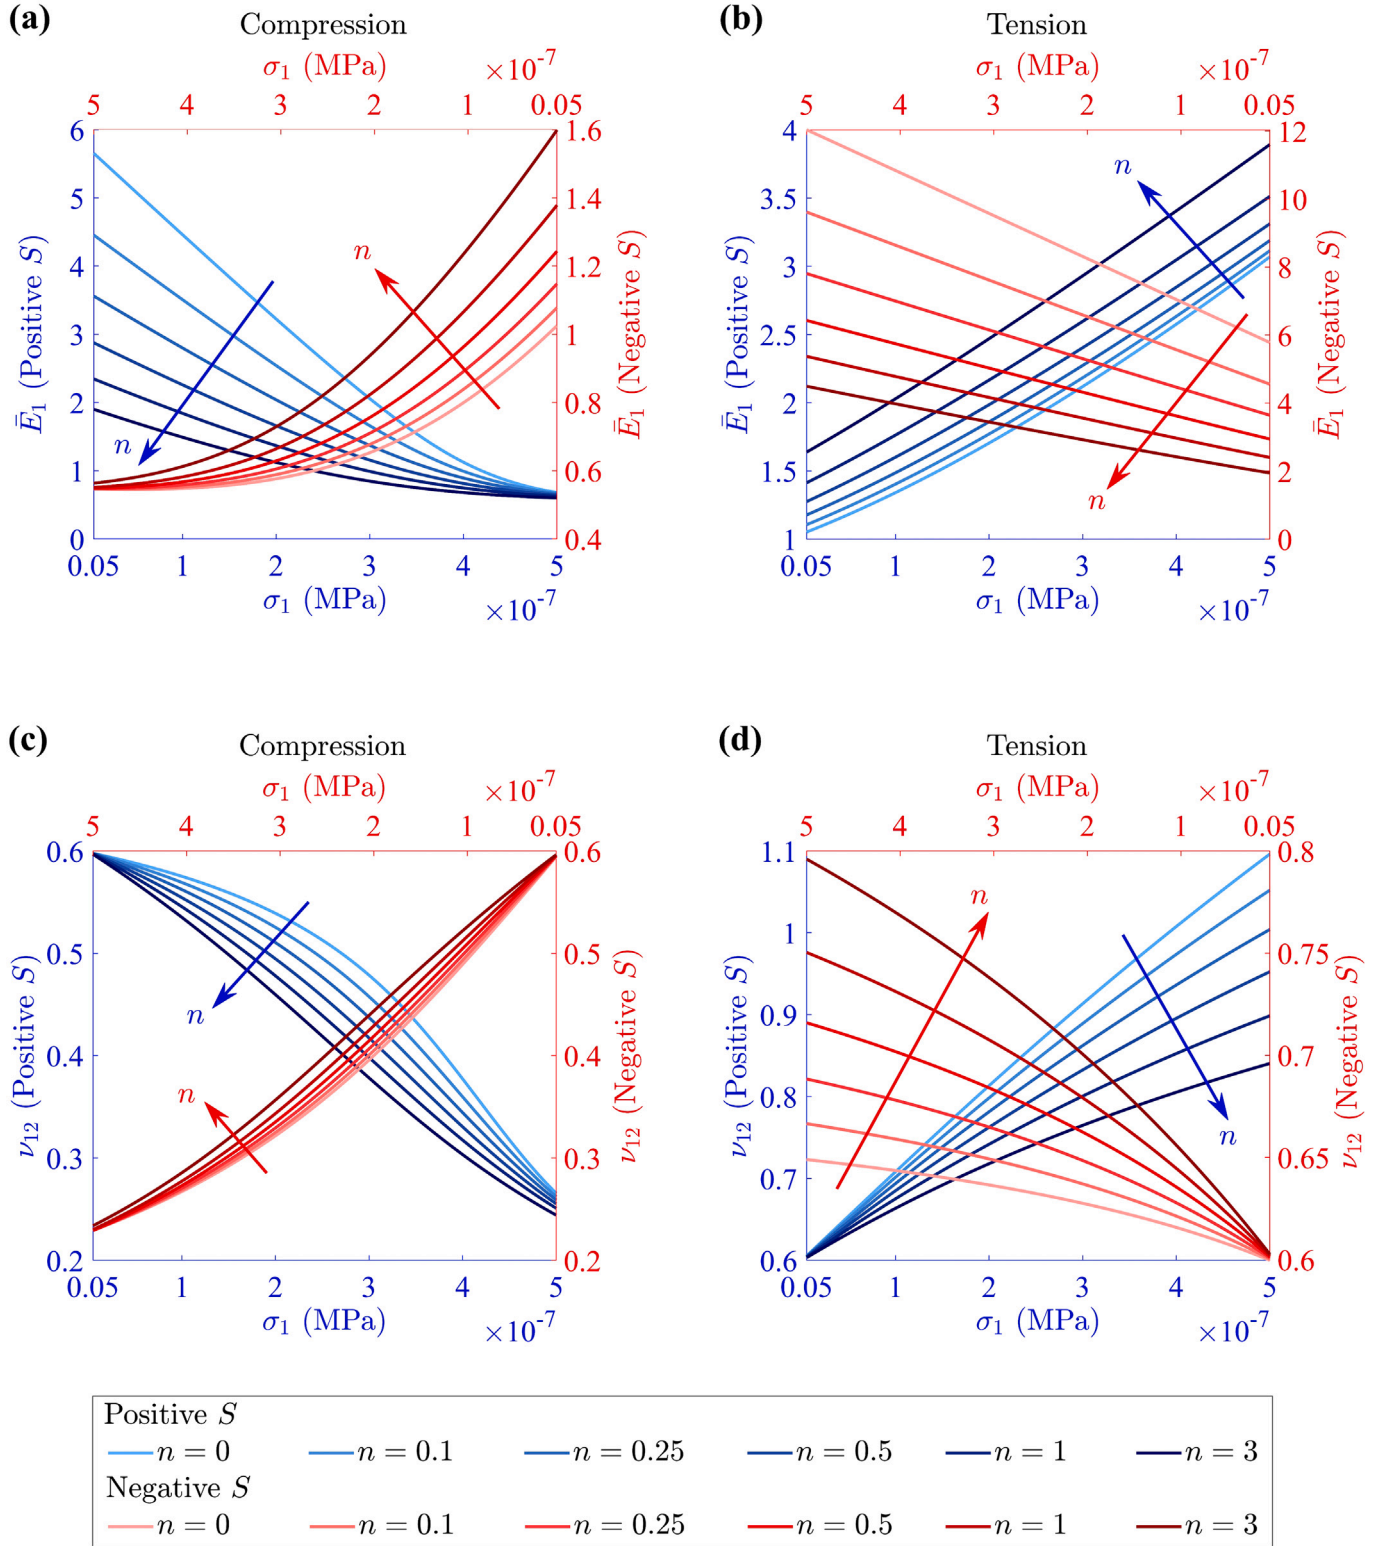 (a)
Compression
σ₁ (MPa) ×10⁻⁷
5 4 3 2 1 0.05
6
5
4
3
2
1
0
Ē₁ (Positive S)
1.6
1.4
1.2
1
0.8
0.6
0.4
Ē₁ (Negative S)
n
n
0.05 1 2 3 4 5
σ₁ (MPa) ×10⁻⁷
(b)
Tension
σ₁ (MPa) ×10⁻⁷
5 4 3 2 1 0.05
4
3.5
3
2.5
2
1.5
1
Ē₁ (Positive S)
12
10
8
6
4
2
0
Ē₁ (Negative S)
n
n
0.05 1 2 3 4 5
σ₁ (MPa) ×10⁻⁷
(c)
Compression
σ₁ (MPa) ×10⁻⁷
5 4 3 2 1 0.05
0.6
0.5
0.4
0.3
0.2
ν₁₂ (Positive S)
0.6
0.5
0.4
0.3
0.2
ν₁₂ (Negative S)
n
n
0.05 1 2 3 4 5
σ₁ (MPa) ×10⁻⁷
(d)
Tension
σ₁ (MPa) ×10⁻⁷
5 4 3 2 1 0.05
1.1
1
0.9
0.8
0.7
0.6
ν₁₂ (Positive S)
0.8
0.75
0.7
0.65
0.6
ν₁₂ (Negative S)
n
n
0.05 1 2 3 4 5
σ₁ (MPa) ×10⁻⁷
Positive S
n = 0 n = 0.1 n = 0.25 n = 0.5 n = 1 n = 3
Negative S
n = 0 n = 0.1 n = 0.25 n = 0.5 n = 1 n = 3